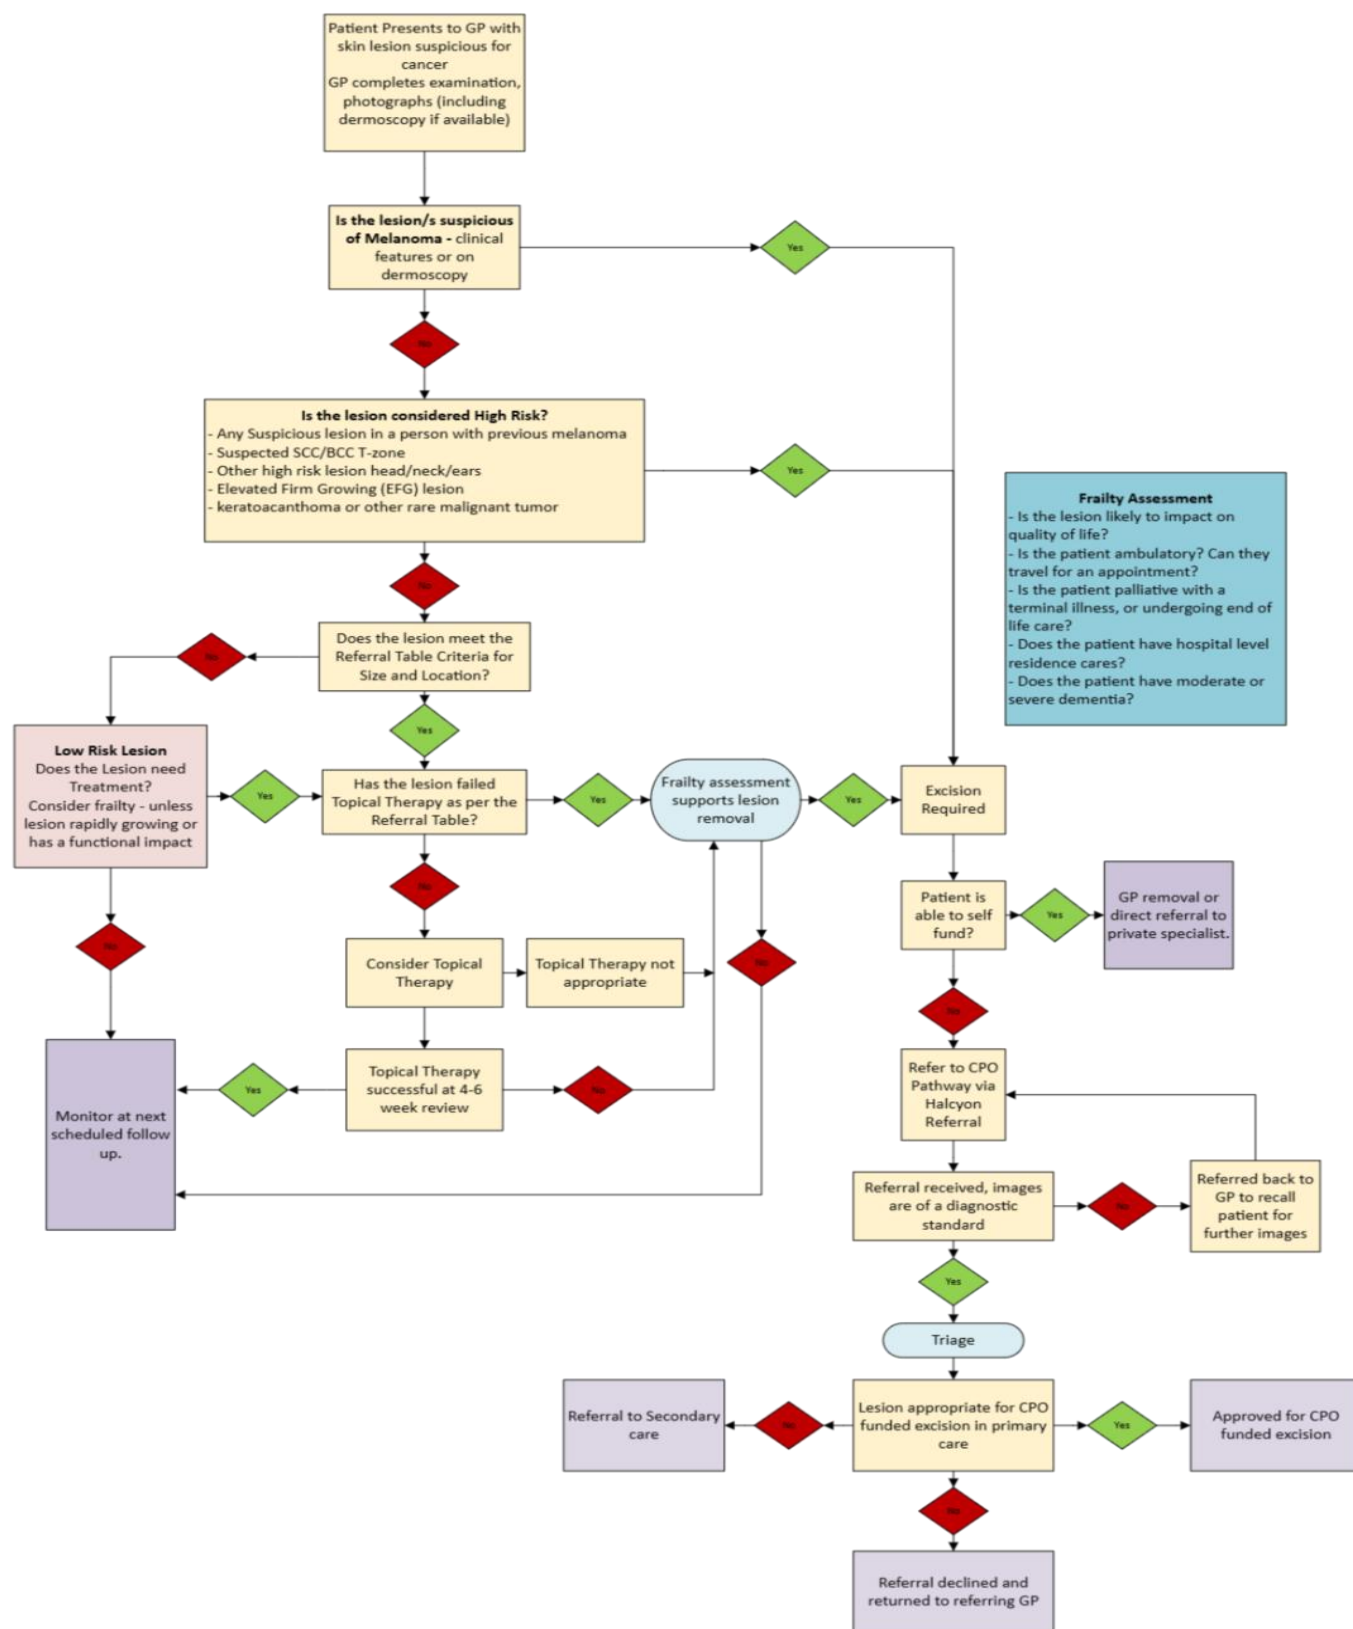 Patient Presents to GP with
skin lesion suspicious for
cancer
GP completes examination,
photographs (including
dermoscopy if available)
Is the lesion/s suspicious
of Melanoma - clinical
features or on
dermoscopy
Yes
No
Is the lesion considered High Risk?
- Any Suspicious lesion in a person with previous melanoma
- Suspected SCC/BCC T-zone
- Other high risk lesion head/neck/ears
- Elevated Firm Growing (EFG) lesion
- keratoacanthoma or other rare malignant tumor
Yes
Frailty Assessment
- Is the lesion likely to impact on
quality of life?
- Is the patient ambulatory? Can they
travel for an appointment?
- Is the patient palliative with a
terminal illness, or undergoing end of
life care?
- Does the patient have hospital level
residence cares?
- Does the patient have moderate or
severe dementia?
No
Does the lesion meet the
Referral Table Criteria for
Size and Location?
No
Yes
Low Risk Lesion
Does the Lesion need
Treatment?
Consider frailty - unless
lesion rapidly growing or
has a functional impact
Yes
Has the lesion failed
Topical Therapy as per the
Referral Table?
Yes
Frailty assessment
supports lesion
removal
Yes
Excision
Required
No
No
Patient is
able to self
fund?
Yes
GP removal or
direct referral to
private specialist.
Consider Topical
Therapy
Topical Therapy not
appropriate
No
No
Topical Therapy
successful at 4-6
week review
Yes
No
Monitor at next
scheduled follow
up.
Refer to CPO
Pathway via
Halcyon
Referral
Referral received, images
are of a diagnostic
standard
No
Referred back to
GP to recall
patient for
further images
Yes
Triage
Lesion appropriate for CPO
funded excision in primary
care
No
Referral to Secondary
care
Yes
Approved for CPO
funded excision
No
Referral declined and
returned to referring GP